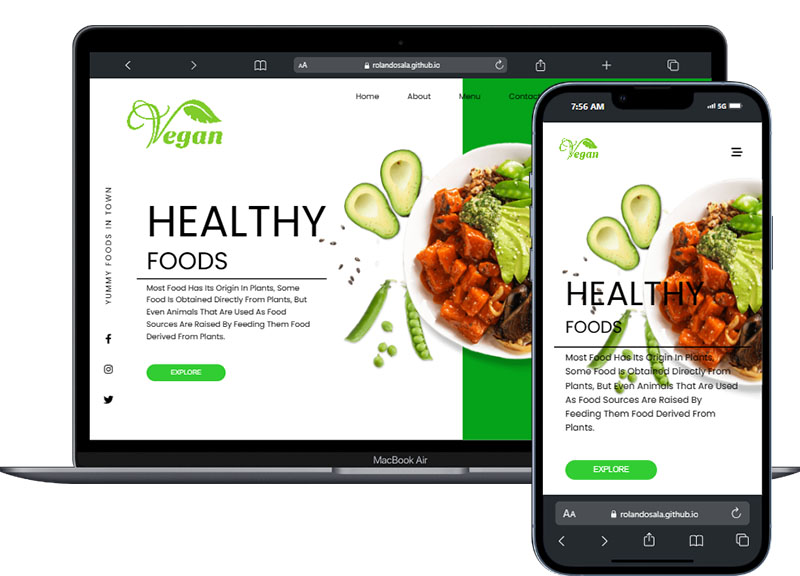 AA rolandosala.github.io
Vegan
Home About Menu Contact
YUMMY FOODS IN TOWN
HEALTHY
FOODS
Most Food Has Its Origin In Plants, Some
Food Is Obtained Directly From Plants, But
Even Animals That Are Used As Food
Sources Are Raised By Feeding Them Food
Derived From Plants.
EXPLORE
MacBook Air
7:56 AM 5G
Vegan
HEALTHY
FOODS
Most Food Has Its Origin In Plants,
Some Food Is Obtained Directly From
Plants, But Even Animals That Are Used
As Food Sources Are Raised By
Feeding Them Food Derived From
Plants.
EXPLORE
AA rolandosala.github.io